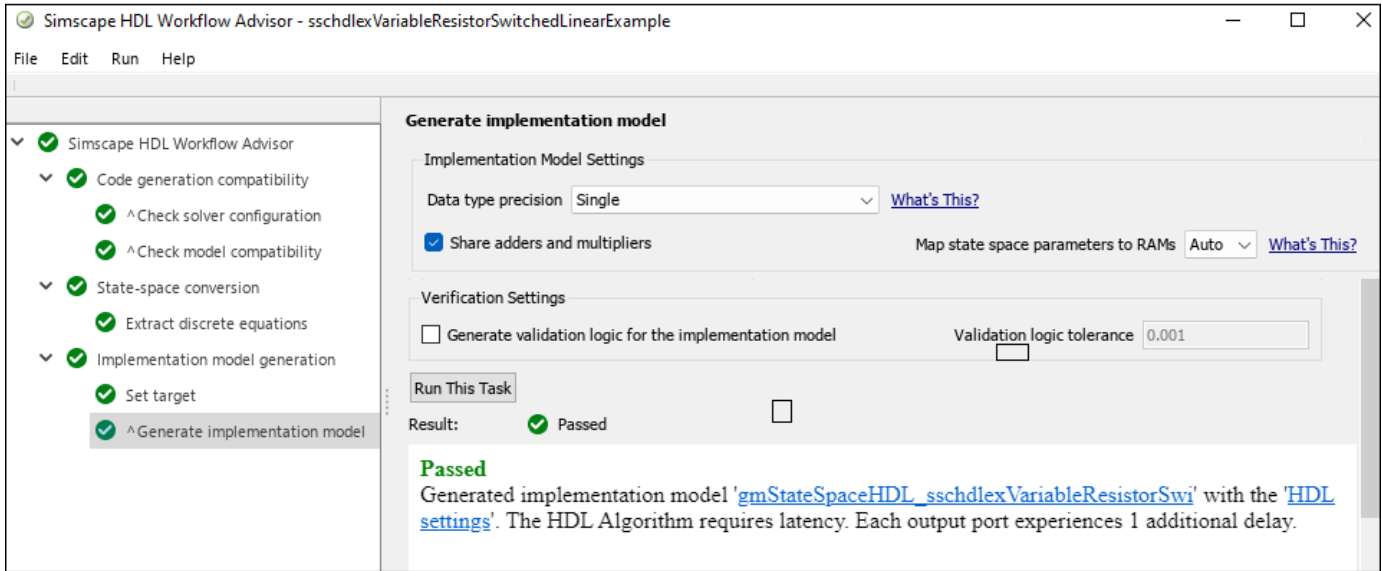 Simscape HDL Workflow Advisor - sschdlexVariableResistorSwitchedLinearExample
File Edit Run Help
Simscape HDL Workflow Advisor
Code generation compatibility
^Check solver configuration
^Check model compatibility
State-space conversion
Extract discrete equations
Implementation model generation
Set target
^Generate implementation model
Generate implementation model
Implementation Model Settings
Data type precision Single What's This?
Share adders and multipliers Map state space parameters to RAMs Auto What's This?
Verification Settings
Generate validation logic for the implementation model Validation logic tolerance 0.001
Run This Task
Result: Passed
Passed
Generated implementation model 'gmStateSpaceHDL_sschdlexVariableResistorSwi' with the 'HDL
settings'. The HDL Algorithm requires latency. Each output port experiences 1 additional delay.